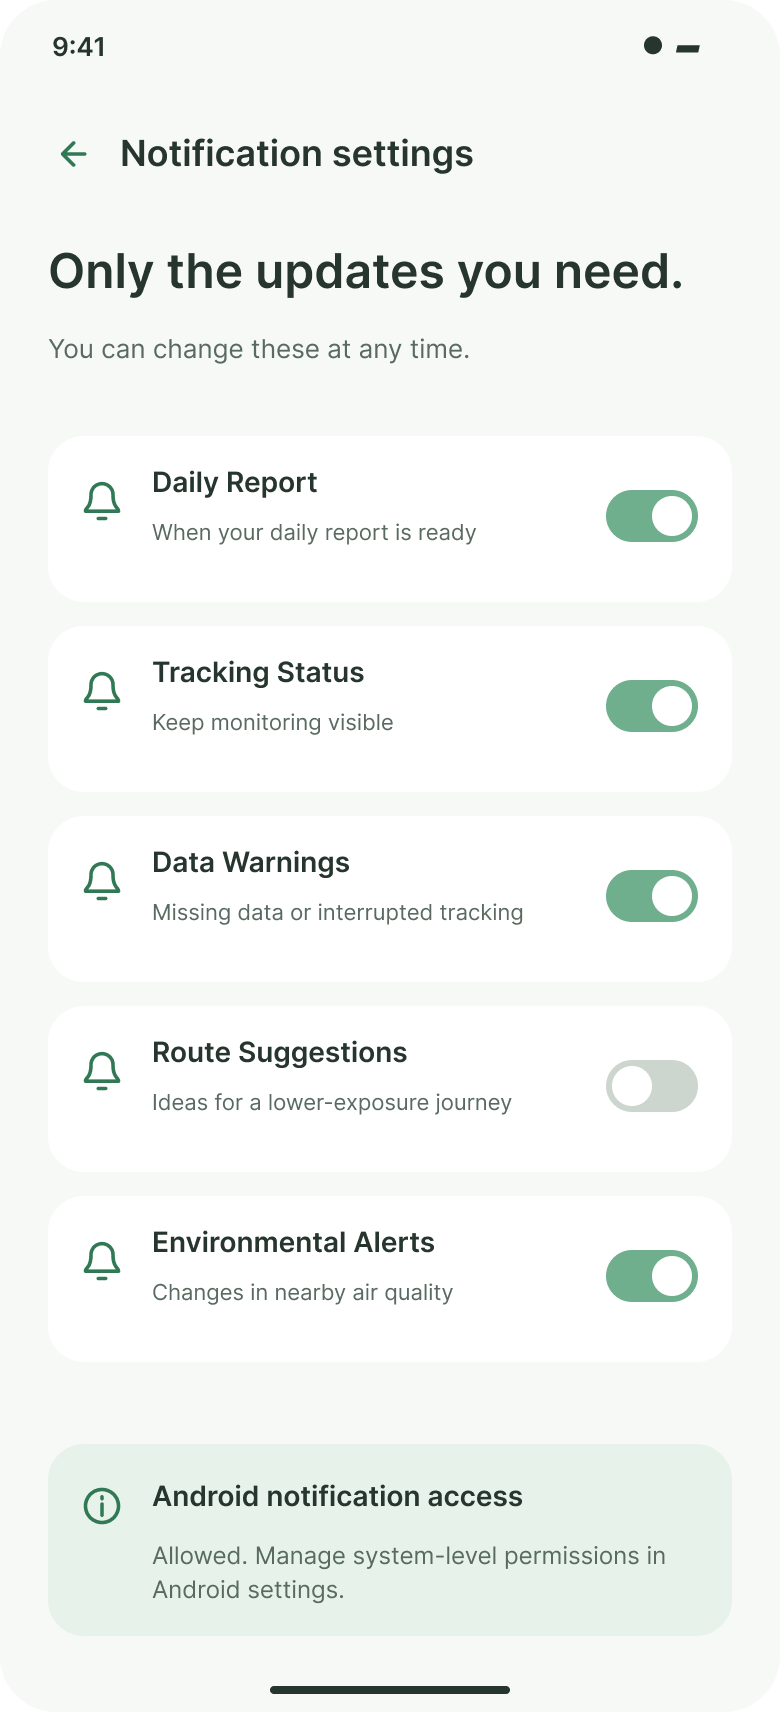 9:41
Notification settings
Only the updates you need.
You can change these at any time.
Daily Report
When your daily report is ready
Tracking Status
Keep monitoring visible
Data Warnings
Missing data or interrupted tracking
Route Suggestions
Ideas for a lower-exposure journey
Environmental Alerts
Changes in nearby air quality
Android notification access
Allowed. Manage system-level permissions in
Android settings.